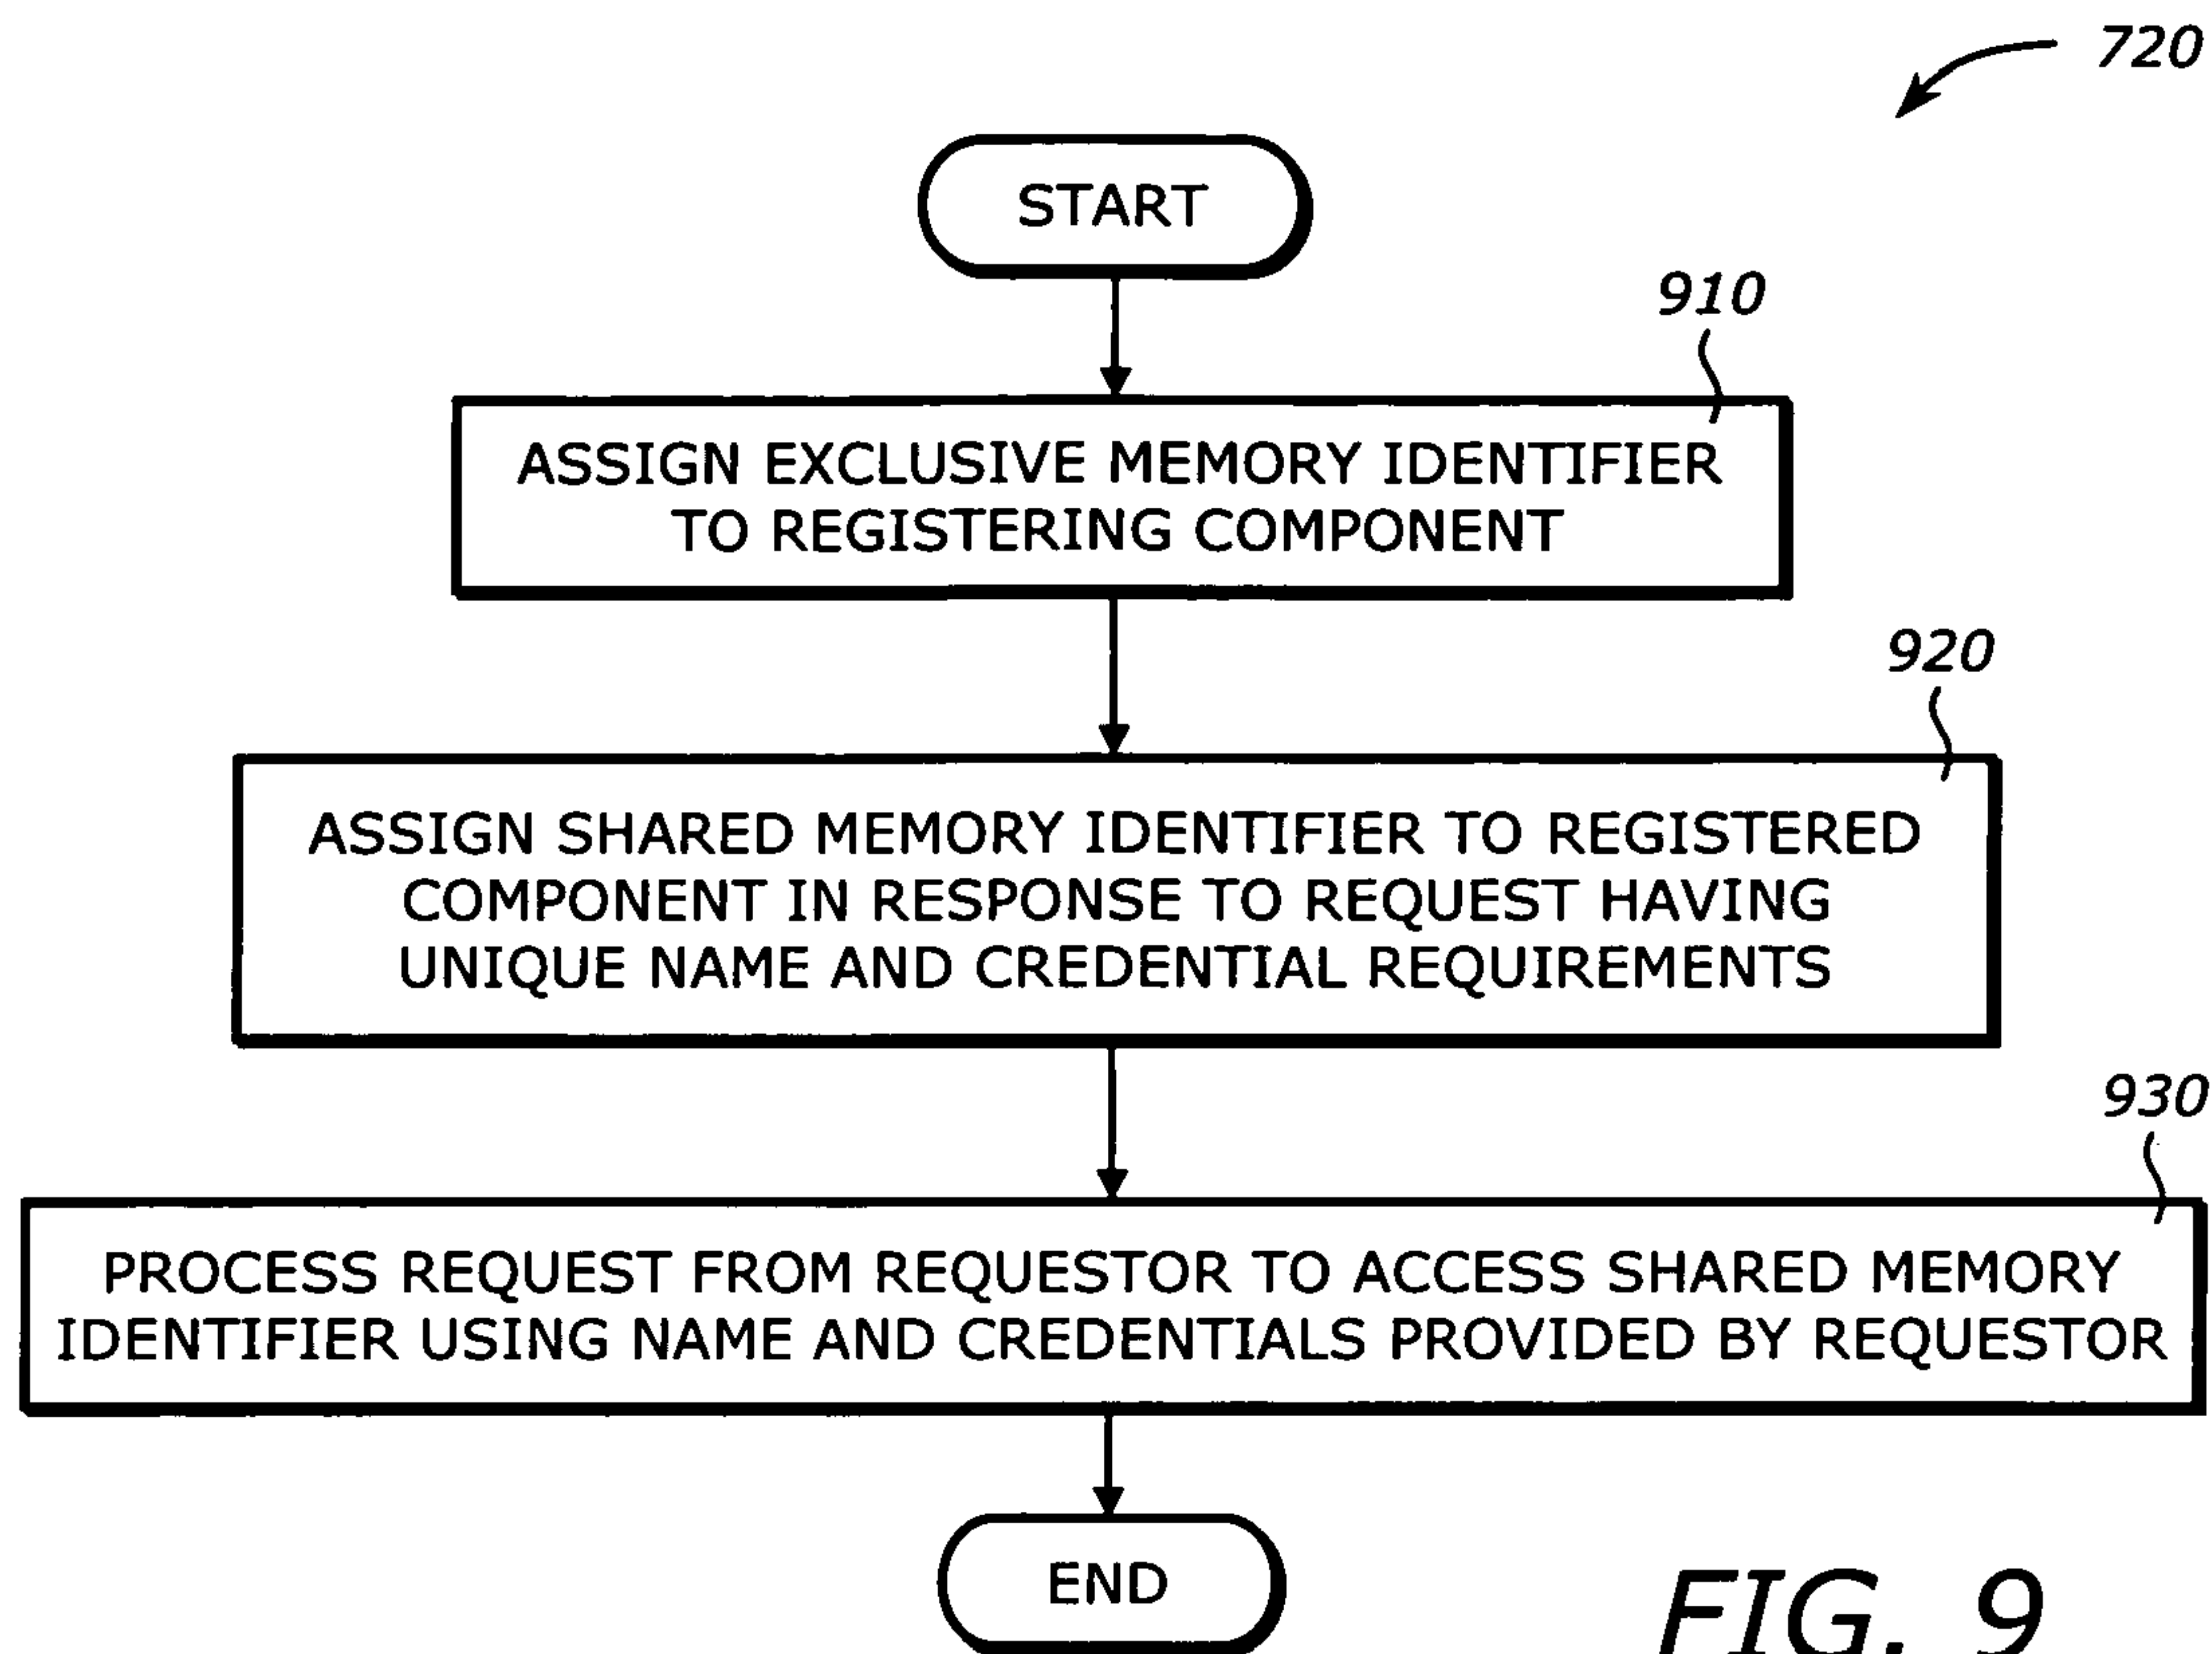 720
START
910
ASSIGN EXCLUSIVE MEMORY IDENTIFIER
TO REGISTERING COMPONENT
920
ASSIGN SHARED MEMORY IDENTIFIER TO REGISTERED
COMPONENT IN RESPONSE TO REQUEST HAVING
UNIQUE NAME AND CREDENTIAL REQUIREMENTS
930
PROCESS REQUEST FROM REQUESTOR TO ACCESS SHARED MEMORY
IDENTIFIER USING NAME AND CREDENTIALS PROVIDED BY REQUESTOR
END
FIG. 9